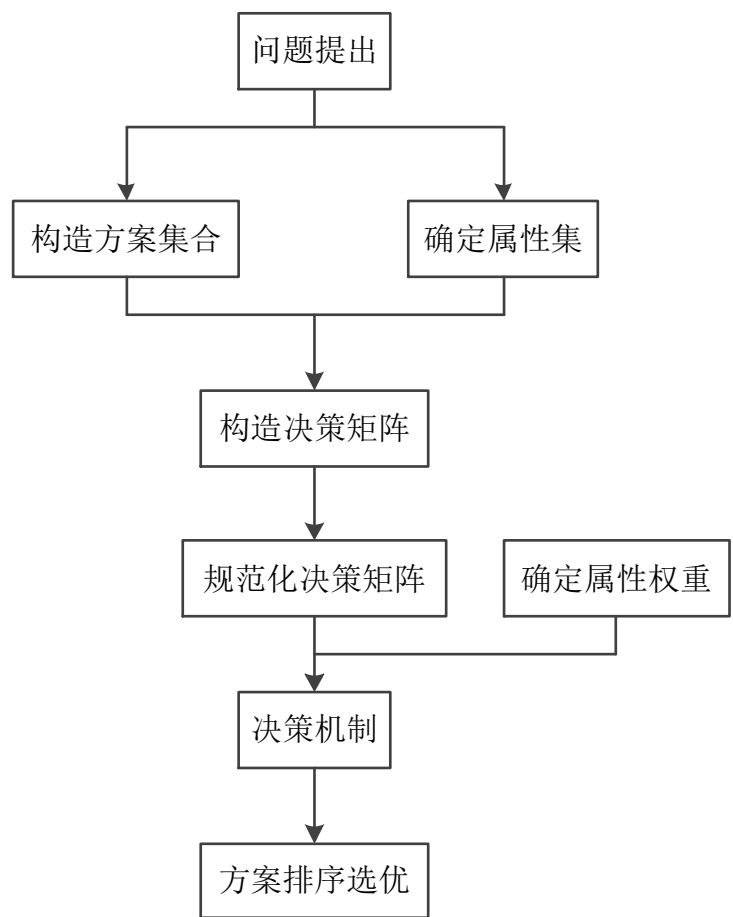 问题提出
构造方案集合
确定属性集
构造决策矩阵
规范化决策矩阵
确定属性权重
决策机制
方案排序选优